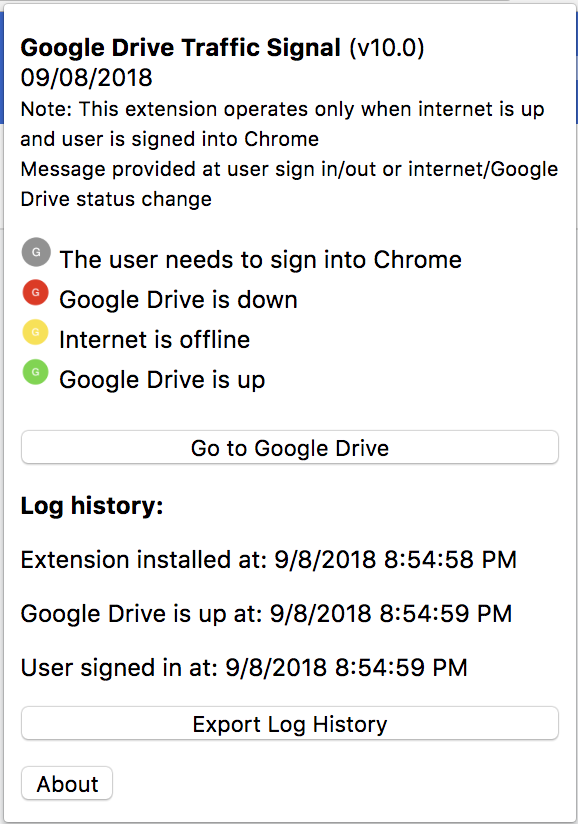 Google Drive Traffic Signal (v10.0)
09/08/2018
Note: This extension operates only when internet is up
and user is signed into Chrome
Message provided at user sign in/out or internet/Google
Drive status change
G The user needs to sign into Chrome
G Google Drive is down
G Internet is offline
G Google Drive is up
Go to Google Drive
Log history:
Extension installed at: 9/8/2018 8:54:58 PM
Google Drive is up at: 9/8/2018 8:54:59 PM
User signed in at: 9/8/2018 8:54:59 PM
Export Log History
About